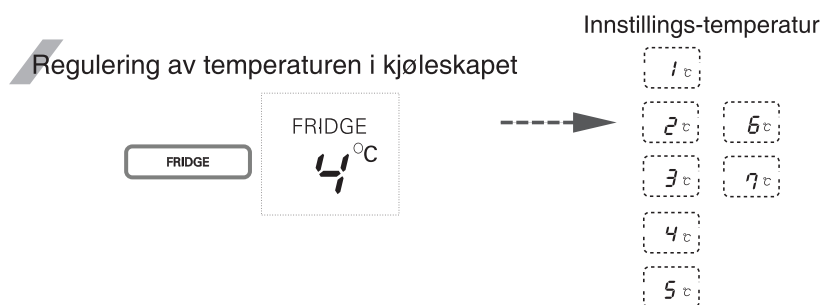 Innstillings-temperatur
Regulering av temperaturen i kjøleskapet
FRIDGE
FRIDGE
4°C
1 ℃
2 ℃
6 ℃
3 ℃
7 ℃
4 ℃
5 ℃